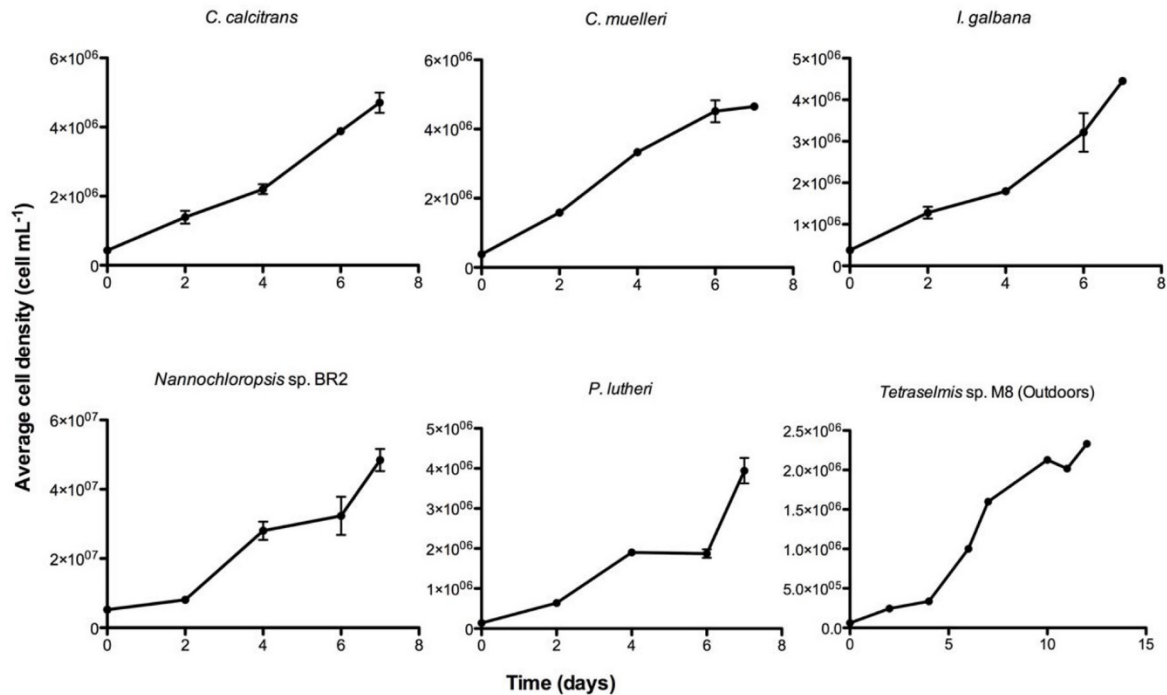 C. calcitrans
C. muelleri
I. galbana
6×10⁰⁶
4×10⁰⁶
2×10⁰⁶
0
0 2 4 6 8
6×10⁰⁶
4×10⁰⁶
2×10⁰⁶
0
0 2 4 6 8
5×10⁰⁶
4×10⁰⁶
3×10⁰⁶
2×10⁰⁶
1×10⁰⁶
0
0 2 4 6 8
Average cell density (cell mL⁻¹)
Nannochloropsis sp. BR2
P. lutheri
Tetraselmis sp. M8 (Outdoors)
6×10⁰⁷
4×10⁰⁷
2×10⁰⁷
0
0 2 4 6 8
5×10⁰⁶
4×10⁰⁶
3×10⁰⁶
2×10⁰⁶
1×10⁰⁶
0
0 2 4 6 8
2.5×10⁰⁶
2.0×10⁰⁶
1.5×10⁰⁶
1.0×10⁰⁶
5.0×10⁰⁵
0.0
0 5 10 15
Time (days)